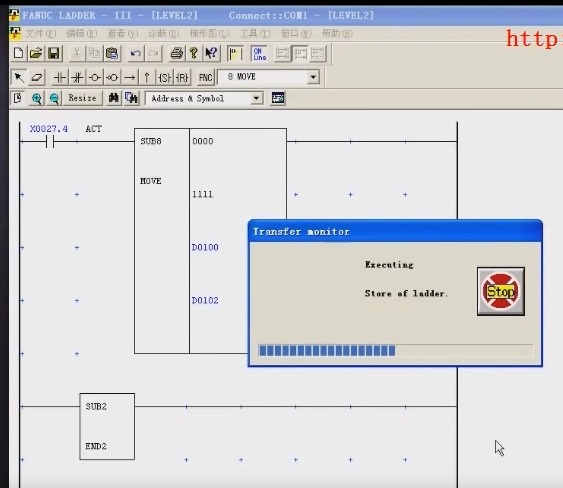 FANUC LADDER - III - [LEVEL2] Connect::COM1 - [LEVEL2]
文件(F) 编辑(E) 查看(V) 诊断(D) 梯形图(L) 工具(T) 窗口(W) 帮助(H)
http:
ON Line
{S} {R} FNC 8 MOVE
Resize Address & Symbol
X0027.4 ACT
SUB8 0000
MOVE
1111
D0100
D0102
Transfer monitor
Executing
Store of ladder.
Stop
SUB2
END2